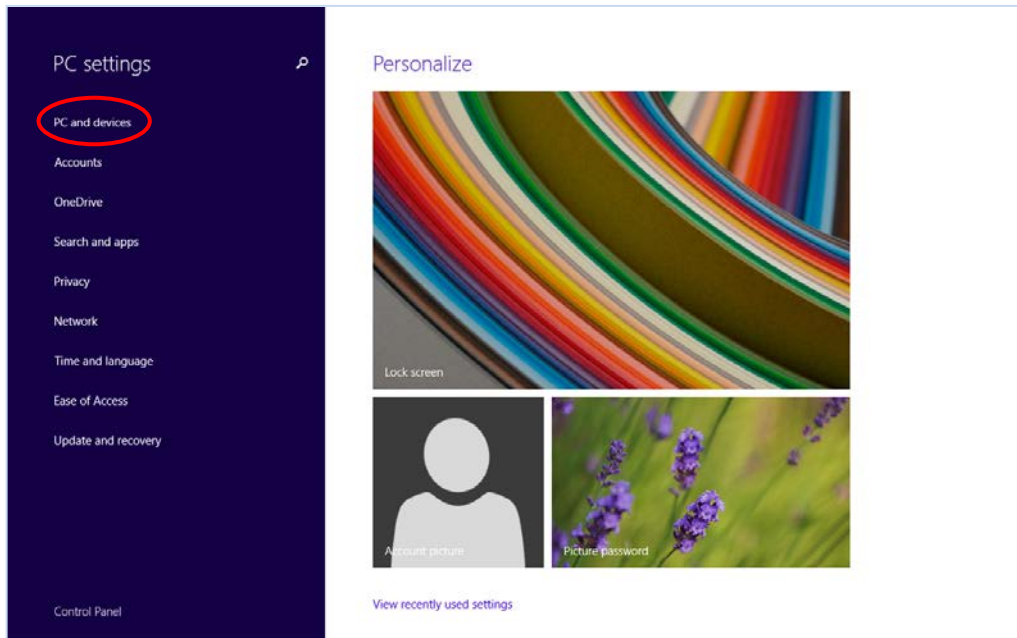 PC settings
PC and devices
Accounts
OneDrive
Search and apps
Privacy
Network
Time and language
Ease of Access
Update and recovery
Control Panel
Personalize
Lock screen
Account picture
Picture password
View recently used settings